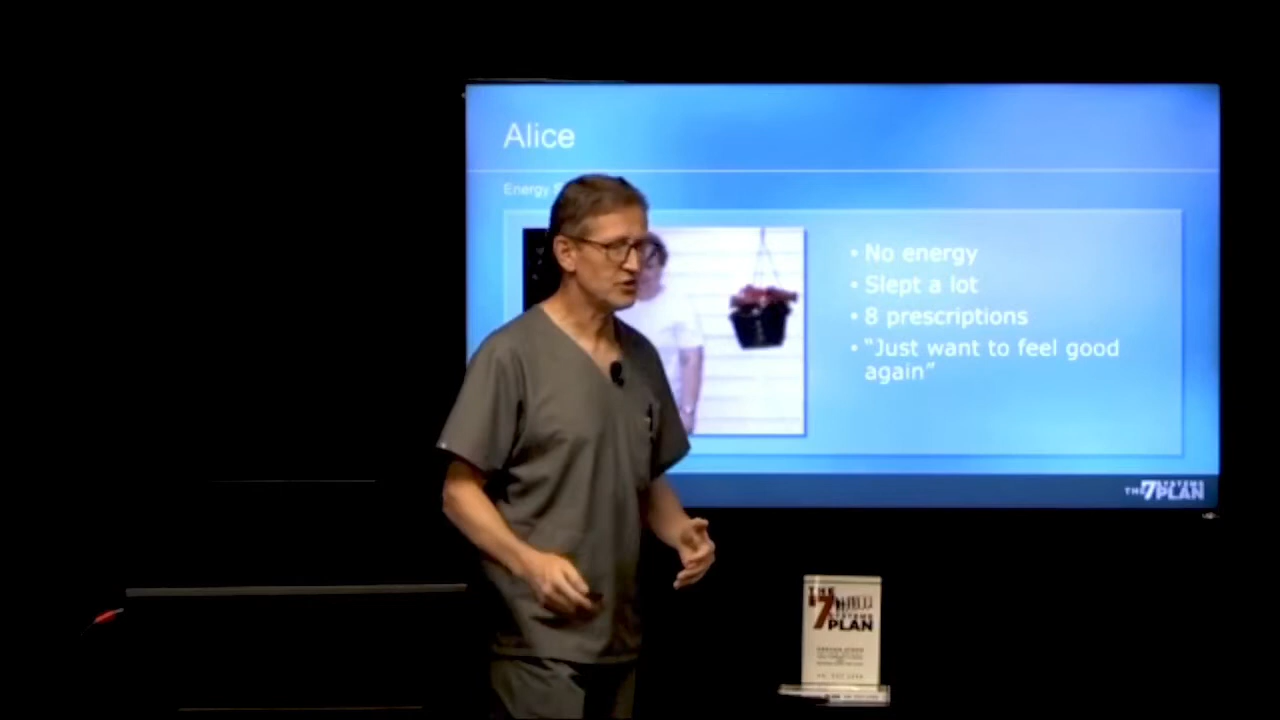 Alice
Energy
• No energy
• Slept a lot
• 8 prescriptions
• "Just want to feel good
again"
THE 7 SYSTEMS
PLAN
THE
7
SYSTEMS
PLAN